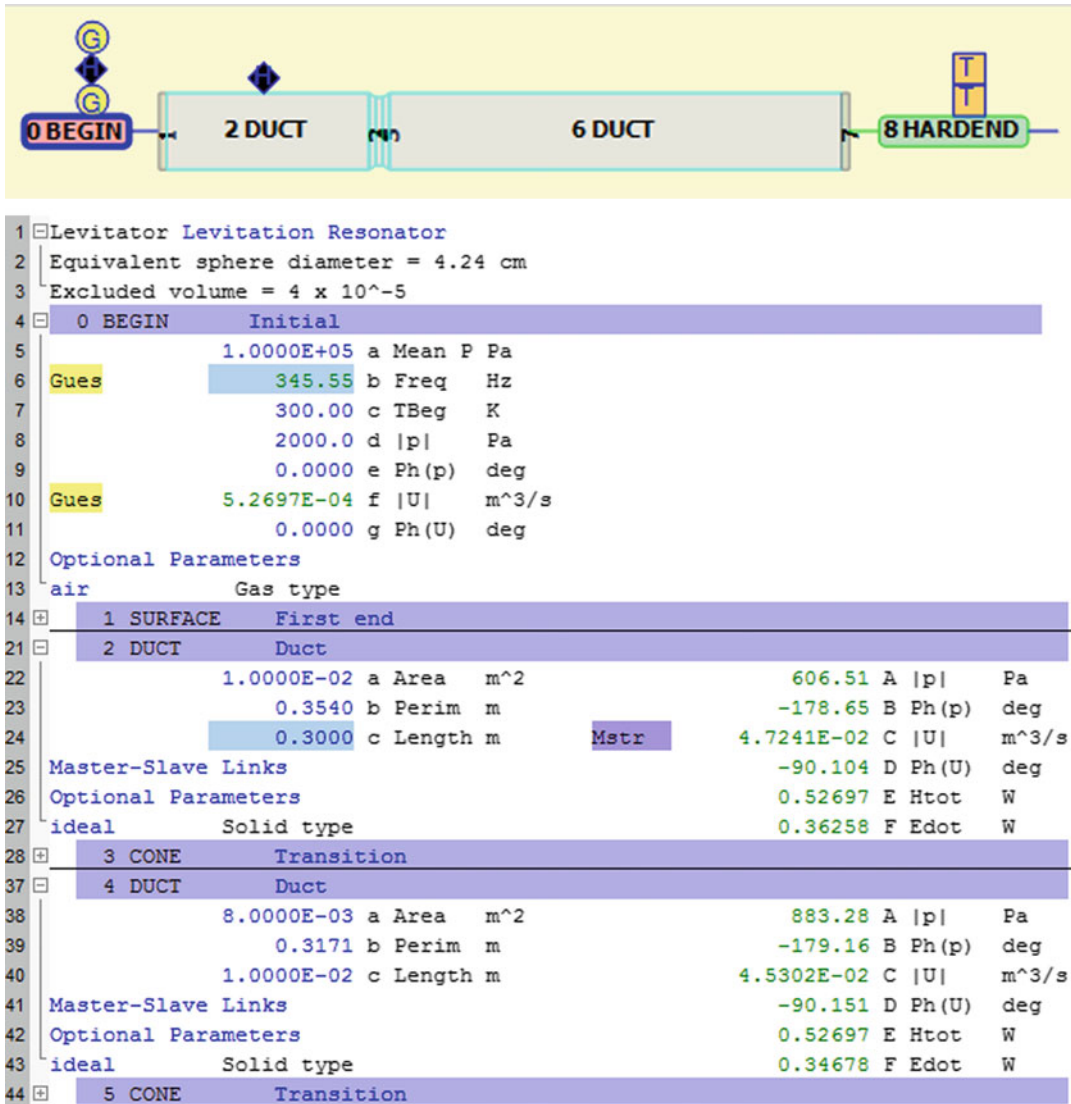 G
H
G
H
T
T
0 BEGIN
1
2 DUCT
6 DUCT
7
8 HARDEND
1 Levitator Levitation Resonator
2 Equivalent sphere diameter = 4.24 cm
3 Excluded volume = 4 x 10^-5
4 0 BEGIN Initial
5 1.0000E+05 a Mean P Pa
6 Gues 345.55 b Freq Hz
7 300.00 c TBeg K
8 2000.0 d |p| Pa
9 0.0000 e Ph(p) deg
10 Gues 5.2697E-04 f |U| m^3/s
11 0.0000 g Ph(U) deg
12 Optional Parameters
13 air Gas type
14 1 SURFACE First end
21 2 DUCT Duct
22 1.0000E-02 a Area m^2 606.51 A |p| Pa
23 0.3540 b Perim m -178.65 B Ph(p) deg
24 0.3000 c Length m Mstr 4.7241E-02 C |U| m^3/s
25 Master-Slave Links -90.104 D Ph(U) deg
26 Optional Parameters 0.52697 E Htot W
27 ideal Solid type 0.36258 F Edot W
28 3 CONE Transition
37 4 DUCT Duct
38 8.0000E-03 a Area m^2 883.28 A |p| Pa
39 0.3171 b Perim m -179.16 B Ph(p) deg
40 1.0000E-02 c Length m 4.5302E-02 C |U| m^3/s
41 Master-Slave Links -90.151 D Ph(U) deg
42 Optional Parameters 0.52697 E Htot W
43 ideal Solid type 0.34678 F Edot W
44 5 CONE Transition